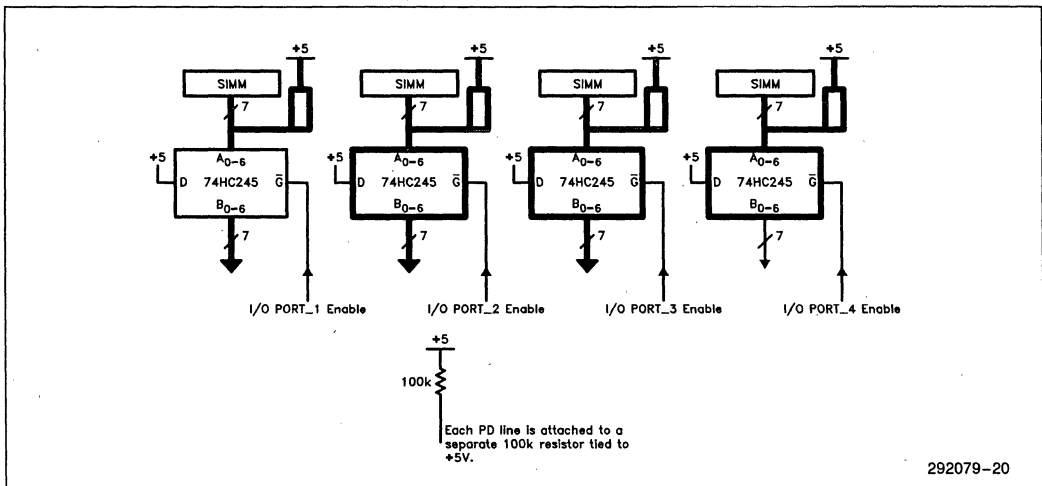 +5 +5 +5 +5
SIMM SIMM SIMM SIMM
7 7 7 7
+5 A0-6 +5 A0-6 +5 A0-6 +5 A0-6
D 74HC245 G̅ D 74HC245 G̅ D 74HC245 G̅ D 74HC245 G̅
B0-6 B0-6 B0-6 B0-6
7 7 7 7
I/O PORT_1 Enable I/O PORT_2 Enable I/O PORT_3 Enable I/O PORT_4 Enable
+5
100k
Each PD line is attached to a
separate 100k resistor tied to
+5V.
292079-20